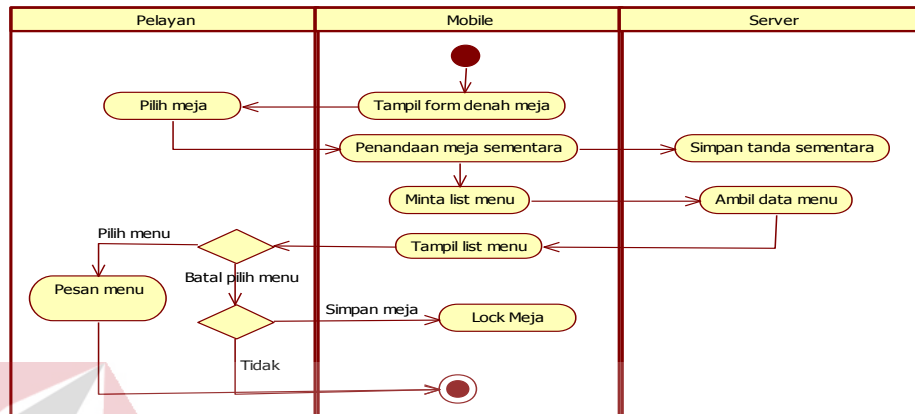 Pelayan
Mobile
Server
Tampil form denah meja
Pilih meja
Penandaan meja sementara
Simpan tanda sementara
Minta list menu
Ambil data menu
Tampil list menu
Pilih menu
Batal pilih menu
Pesan menu
Simpan meja
Lock Meja
Tidak